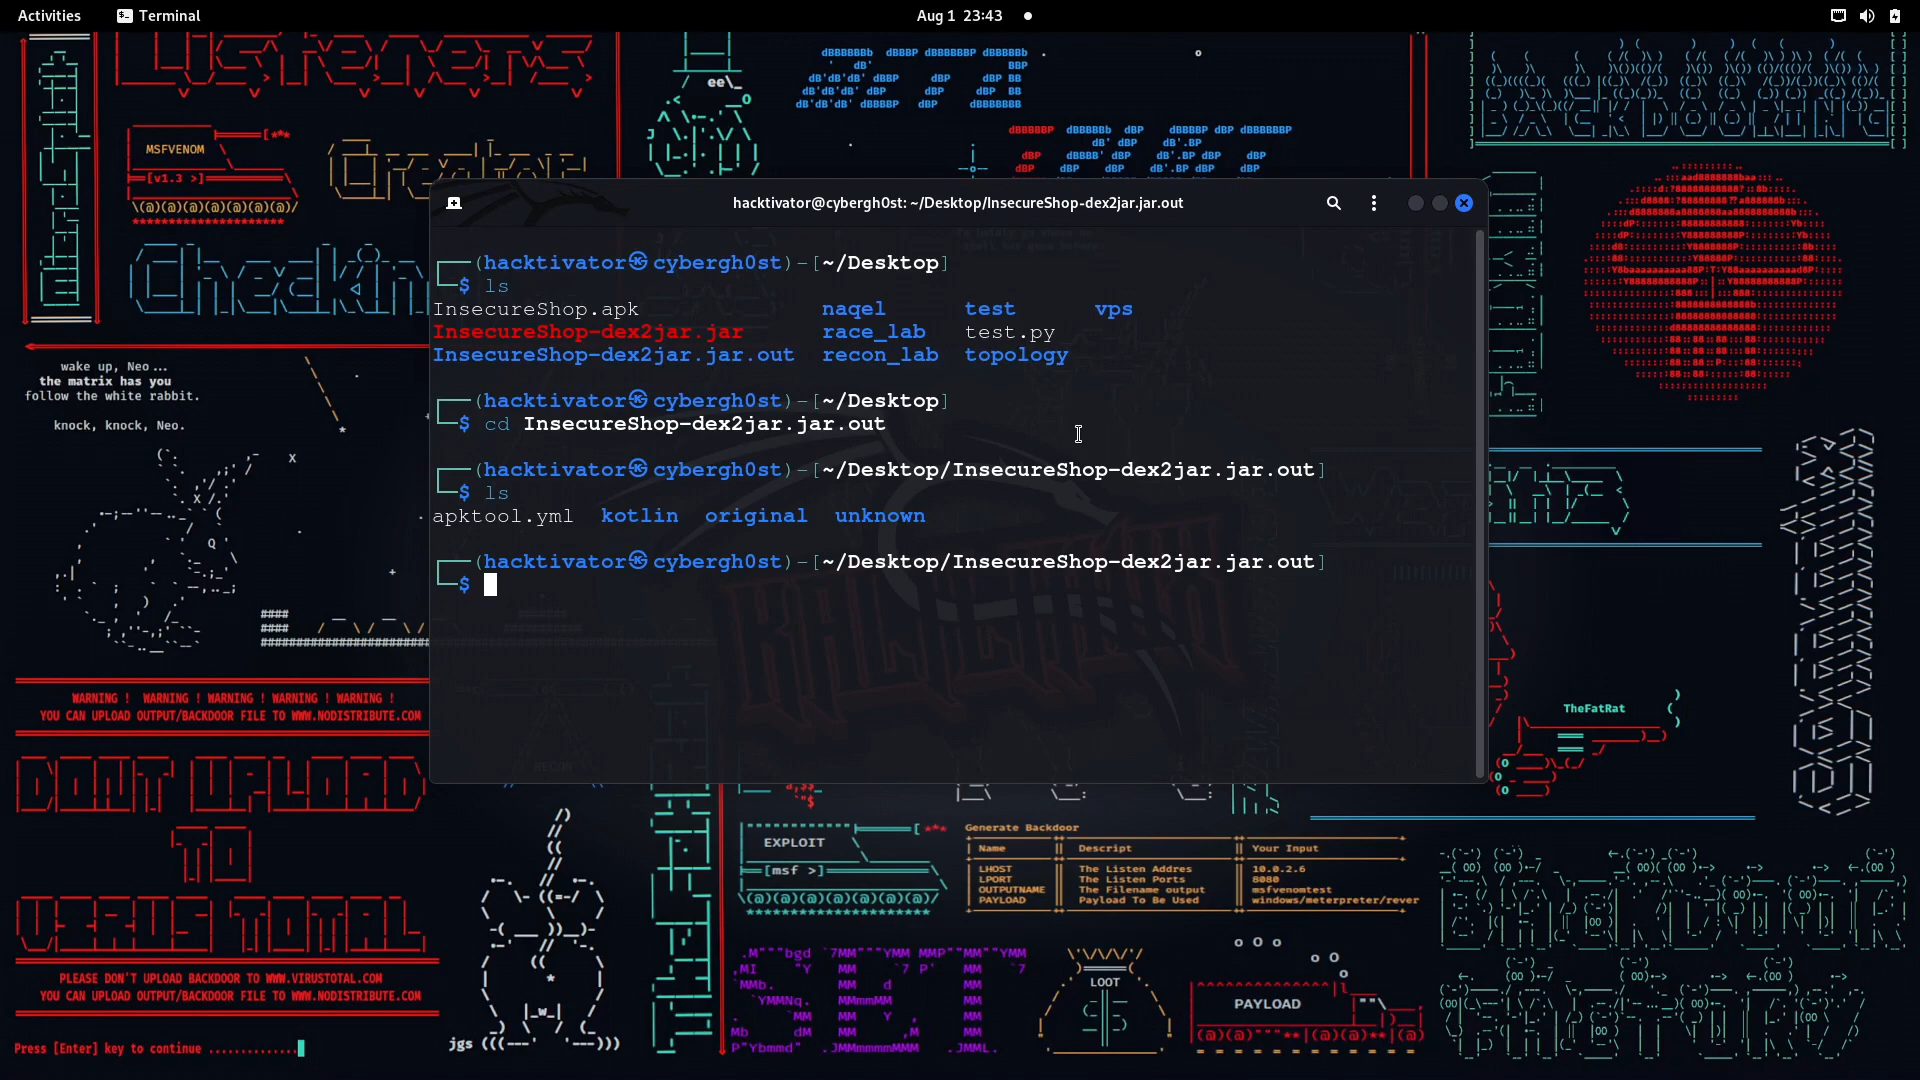 Activities
Terminal
Aug 1 23:43
MSFVENOM
[v1.3 >]
wake up, Neo...
the matrix has you
follow the white rabbit.
knock, knock, Neo.
hacktivator@cybergh0st: ~/Desktop/InsecureShop-dex2jar.jar.out
(hacktivator㉿cybergh0st)-[~/Desktop]
$ ls
InsecureShop.apk naqel test vps
InsecureShop-dex2jar.jar race_lab test.py
InsecureShop-dex2jar.jar.out recon_lab topology
(hacktivator㉿cybergh0st)-[~/Desktop]
$ cd InsecureShop-dex2jar.jar.out
(hacktivator㉿cybergh0st)-[~/Desktop/InsecureShop-dex2jar.jar.out]
$ ls
apktool.yml kotlin original unknown
(hacktivator㉿cybergh0st)-[~/Desktop/InsecureShop-dex2jar.jar.out]
$
TheFatRat
WARNING ! WARNING ! WARNING ! WARNING ! WARNING !
YOU CAN UPLOAD OUTPUT/BACKDOOR FILE TO WWW.NODISTRIBUTE.COM
DON'T UPLOAD
TO
VIRUSTOTAL
PLEASE DON'T UPLOAD BACKDOOR TO WWW.VIRUSTOTAL.COM
YOU CAN UPLOAD OUTPUT/BACKDOOR FILE TO WWW.NODISTRIBUTE.COM
Press [Enter] key to continue ..............
jgs
EXPLOIT
[msf >]
Generate Backdoor
Name Descript Your Input
LHOST The Listen Addres 10.0.2.6
LPORT The Listen Ports 8080
OUTPUTNAME The Filename output msfvenomtest
PAYLOAD Payload To Be Used windows/meterpreter/rever
SET
LOOT
PAYLOAD